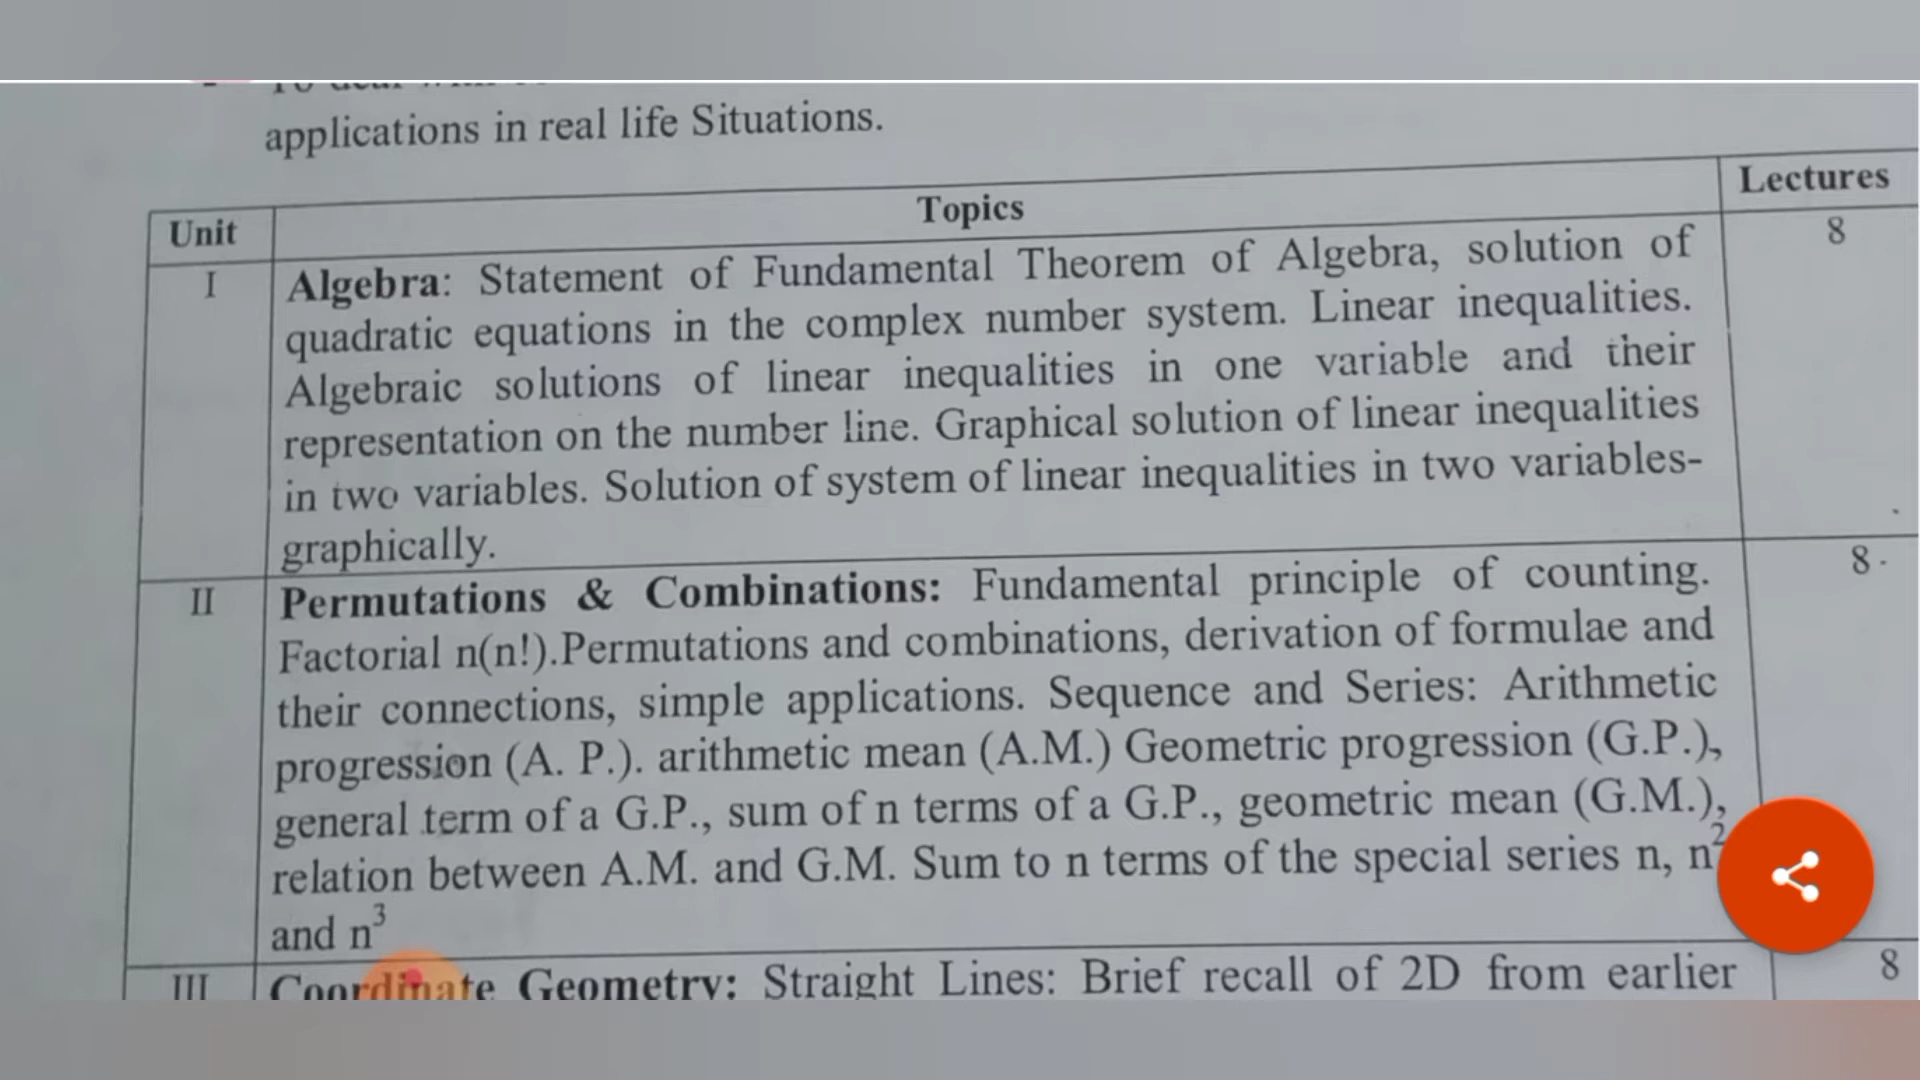 applications in real life Situations.
Unit Topics Lectures
I Algebra: Statement of Fundamental Theorem of Algebra, solution of 8
quadratic equations in the complex number system. Linear inequalities.
Algebraic solutions of linear inequalities in one variable and their
representation on the number line. Graphical solution of linear inequalities
in two variables. Solution of system of linear inequalities in two variables-
graphically.
II Permutations & Combinations: Fundamental principle of counting. 8
Factorial n(n!).Permutations and combinations, derivation of formulae and
their connections, simple applications. Sequence and Series: Arithmetic
progression (A. P.). arithmetic mean (A.M.) Geometric progression (G.P.),
general term of a G.P., sum of n terms of a G.P., geometric mean (G.M.),
relation between A.M. and G.M. Sum to n terms of the special series n, n²
and n³
III Coordinate Geometry: Straight Lines: Brief recall of 2D from earlier 8